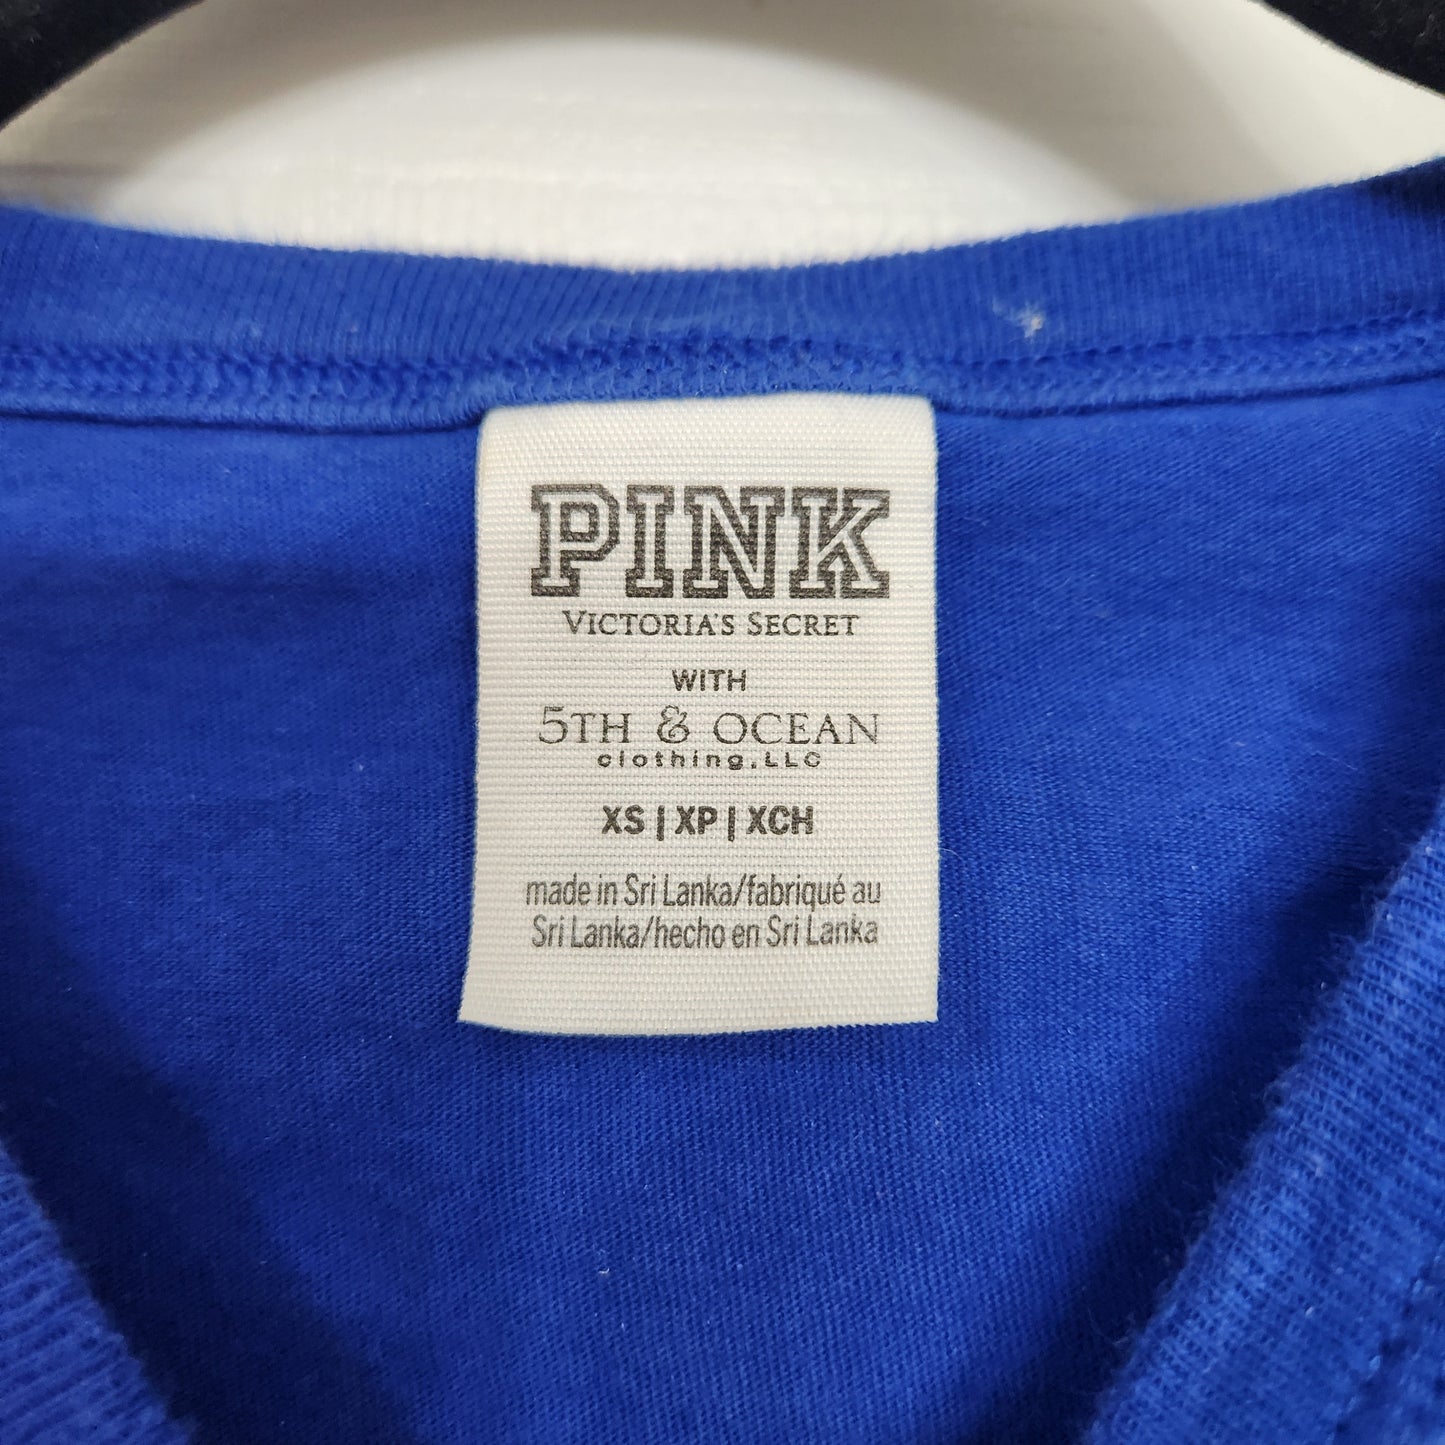 PINK
VICTORIA'S SECRET
WITH
5TH & OCEAN
clothing,LLC
XS | XP | XCH
made in Sri Lanka/fabriqué au
Sri Lanka/hecho en Sri Lanka